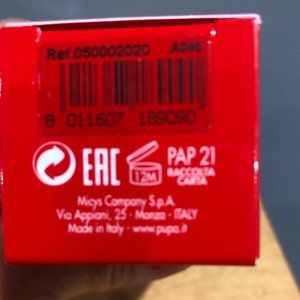 Ref.050002020 A096
8 011607 189090
EAC 12M PAP 21
RACCOLTA
CARTA
Micys Company S.p.A.
Via Appiani, 25 - Monza - ITALY
Made in Italy - www.pupa.it